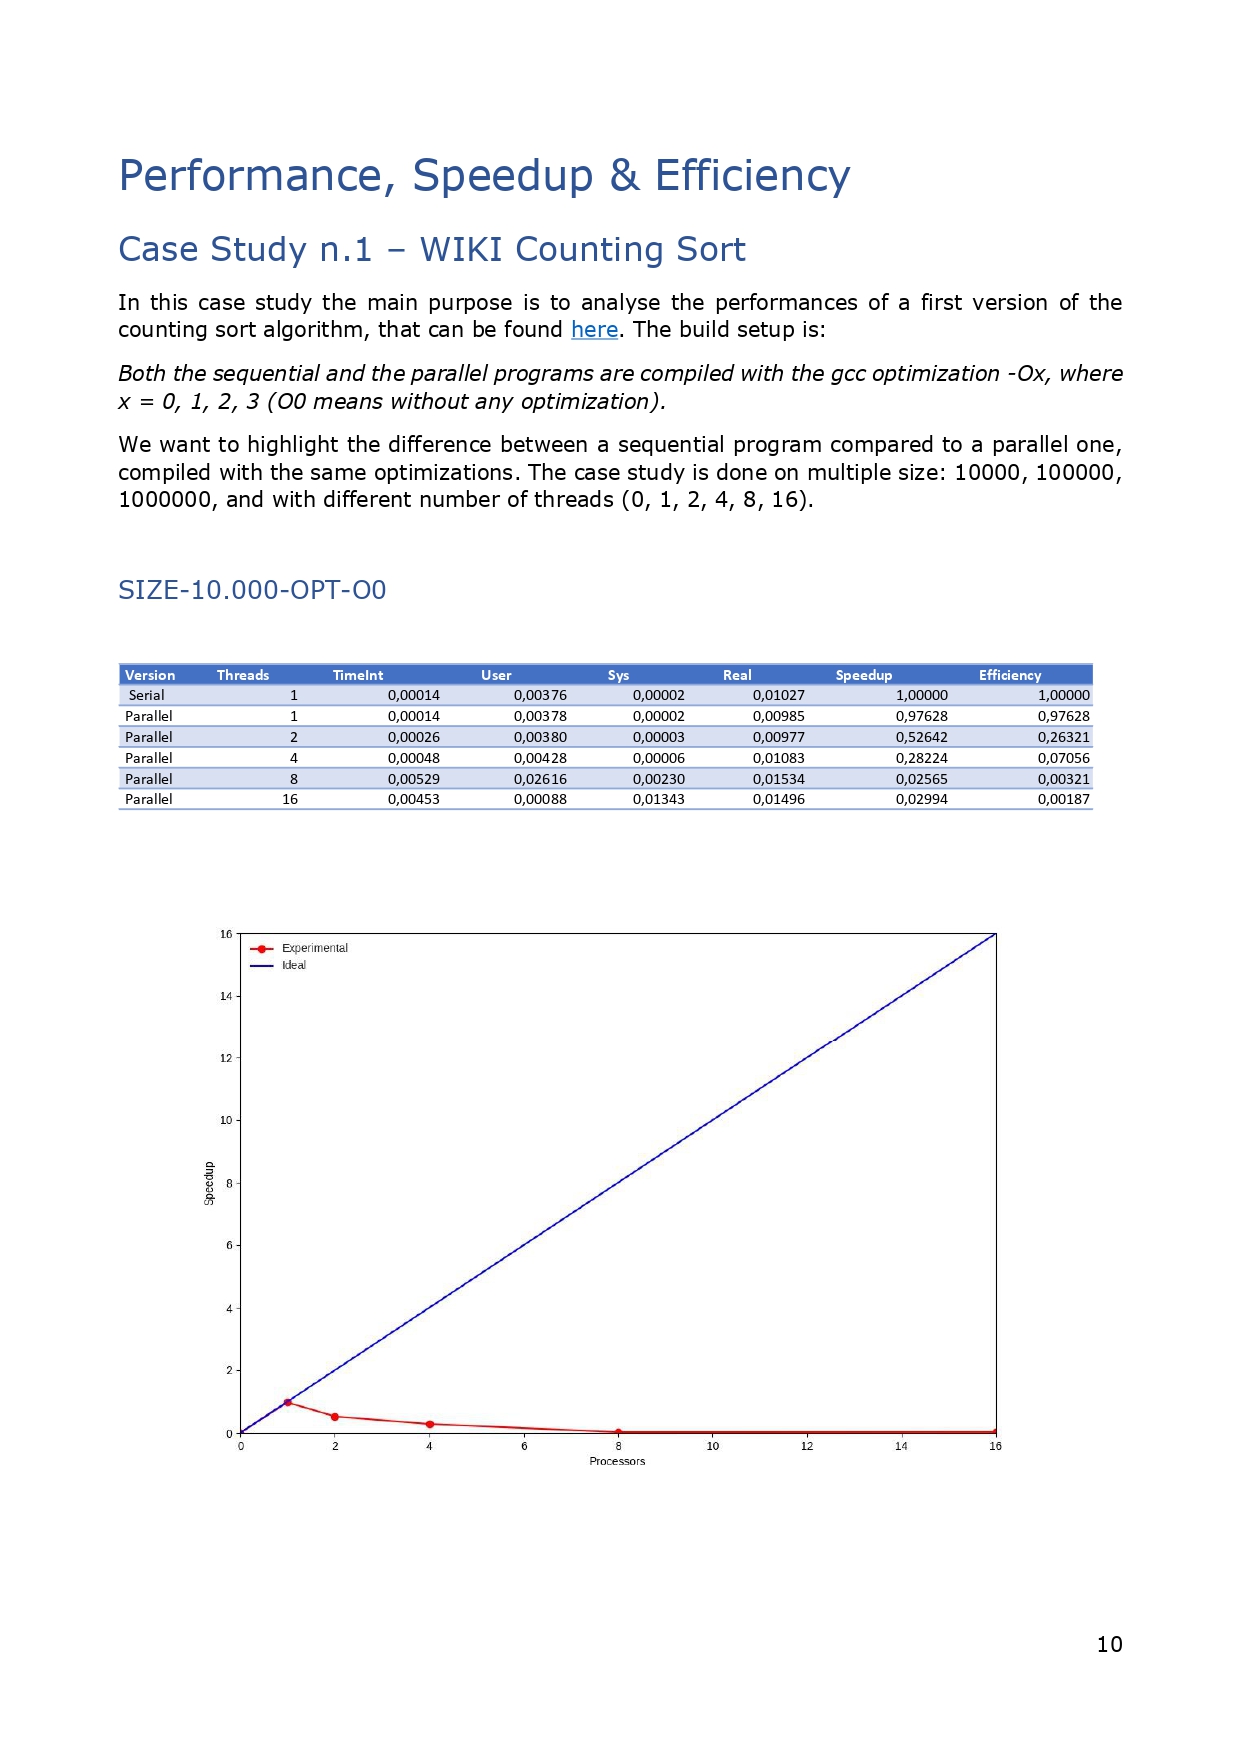 Performance, Speedup & Efficiency
Case Study n.1 – WIKI Counting Sort
In this case study the main purpose is to analyse the performances of a first version of the
counting sort algorithm, that can be found here. The build setup is:
Both the sequential and the parallel programs are compiled with the gcc optimization -Ox, where
x = 0, 1, 2, 3 (O0 means without any optimization).
We want to highlight the difference between a sequential program compared to a parallel one,
compiled with the same optimizations. The case study is done on multiple size: 10000, 100000,
1000000, and with different number of threads (0, 1, 2, 4, 8, 16).
SIZE-10.000-OPT-O0
Version Threads TimeInt User Sys Real Speedup Efficiency
Serial 1 0,00014 0,00376 0,00002 0,01027 1,00000 1,00000
Parallel 1 0,00014 0,00378 0,00002 0,00985 0,97628 0,97628
Parallel 2 0,00026 0,00380 0,00003 0,00977 0,52642 0,26321
Parallel 4 0,00048 0,00428 0,00006 0,01083 0,28224 0,07056
Parallel 8 0,00529 0,02616 0,00230 0,01534 0,02565 0,00321
Parallel 16 0,00453 0,00088 0,01343 0,01496 0,02994 0,00187
Experimental
Ideal
16
14
12
10
8
6
4
2
0
Speedup
0 2 4 6 8 10 12 14 16
Processors
10